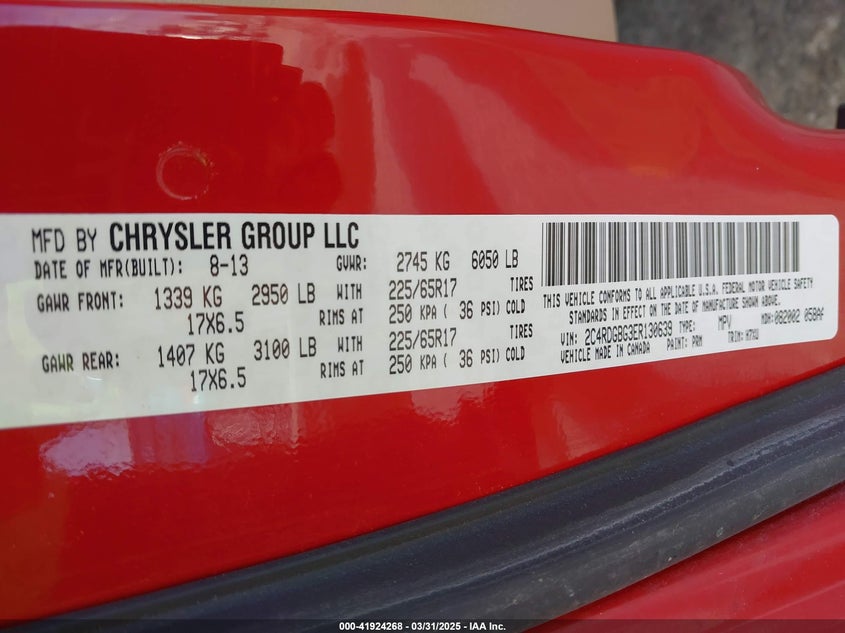 MFD BY CHRYSLER GROUP LLC
DATE OF MFR(BUILT): 8-13 GVWR: 2745 KG 6050 LB
GAWR FRONT: 1339 KG 2950 LB WITH 225/65R17 TIRES
17X6.5 RIMS AT 250 KPA ( 36 PSI) COLD
GAWR REAR: 1407 KG 3100 LB WITH 225/65R17 TIRES
17X6.5 RIMS AT 250 KPA ( 36 PSI) COLD
THIS VEHICLE CONFORMS TO ALL APPLICABLE U.S.A. FEDERAL MOTOR VEHICLE SAFETY
STANDARDS IN EFFECT ON THE DATE OF MANUFACTURE SHOWN ABOVE.
VIN: 2C4RDGBG3ER130639 TYPE: MPV MDH: 082002 058AF
VEHICLE MADE IN CANADA PAINT: PRM TRIM:
000-41924268 - 03/31/2025 - IAA Inc.